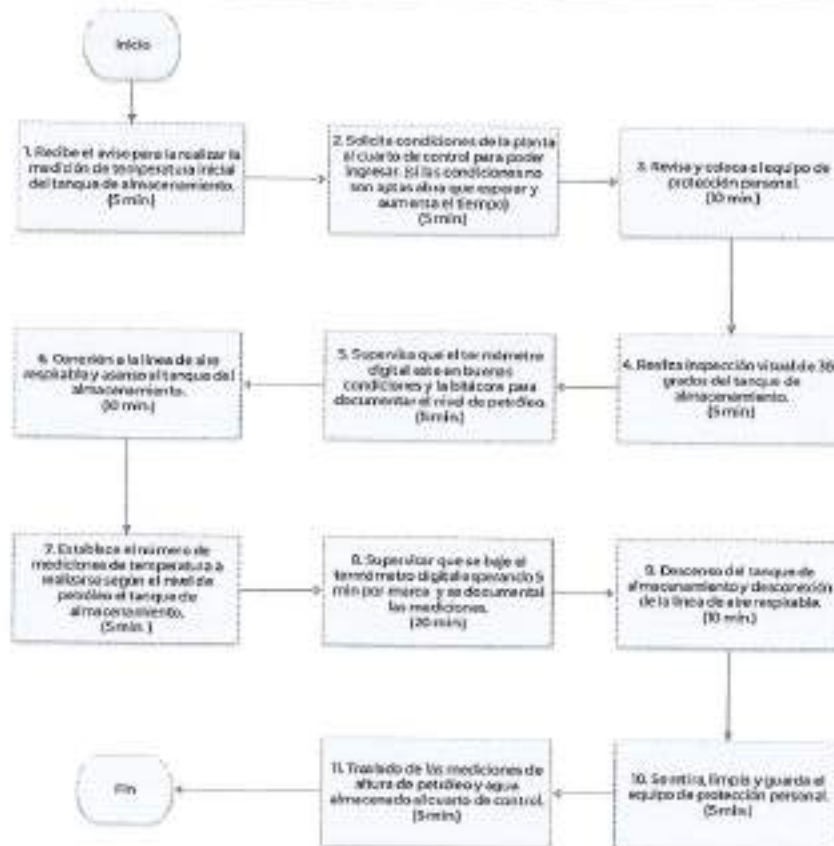 Inicio
1. Recibe el aviso para la realizar la
medición de temperatura inicial
del tanque de almacenamiento.
(5 min.)
2. Solicita condiciones de la planta
al cuarto de control para poder
ingresar. (si las condiciones no
son aptas abra que esperar y
aumenta el tiempo)
(5 min.)
3. Revisa y coloca el equipo de
protección personal.
(10 min.)
6. Conexión a la línea de aire
respirable y asenso al tanque del
almacenamiento.
(10 min.)
5. Supervisa que el termómetro
digital este en buenas
condiciones y la bitácora para
documentar el nivel de petróleo.
(5 min.)
4. Realiza inspección visual de 36
grados del tanque de
almacenamiento.
(5 min)
7. Establece el número de
mediciones de temperatura a
realizarse según el nivel de
petróleo el tanque de
almacenamiento.
(5 min. )
8. Supervisar que se baje el
termómetro digital esperando 5
min por marca y se documental
las mediciones.
(20 min)
9. Descenso del tanque de
almacenamiento y desconexión
de la línea de aire respirable.
(10 min.)
Fin
11. Traslado de las mediciones de
altura de petróleo y agua
almacenado al cuarto de control.
(5 min.)
10. Se retira, limpia y guarda el
equipo de protección personal.
(5 min.)